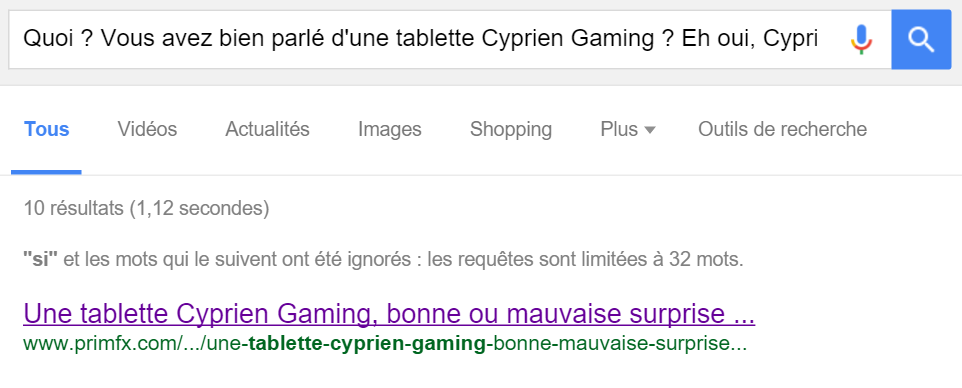 Quoi ? Vous avez bien parlé d'une tablette Cyprien Gaming ? Eh oui, Cypri
Tous Vidéos Actualités Images Shopping Plus Outils de recherche
10 résultats (1,12 secondes)
"si" et les mots qui le suivent ont été ignorés : les requêtes sont limitées à 32 mots.
Une tablette Cyprien Gaming, bonne ou mauvaise surprise ...
www.primfx.com/.../une-tablette-cyprien-gaming-bonne-mauvaise-surprise...